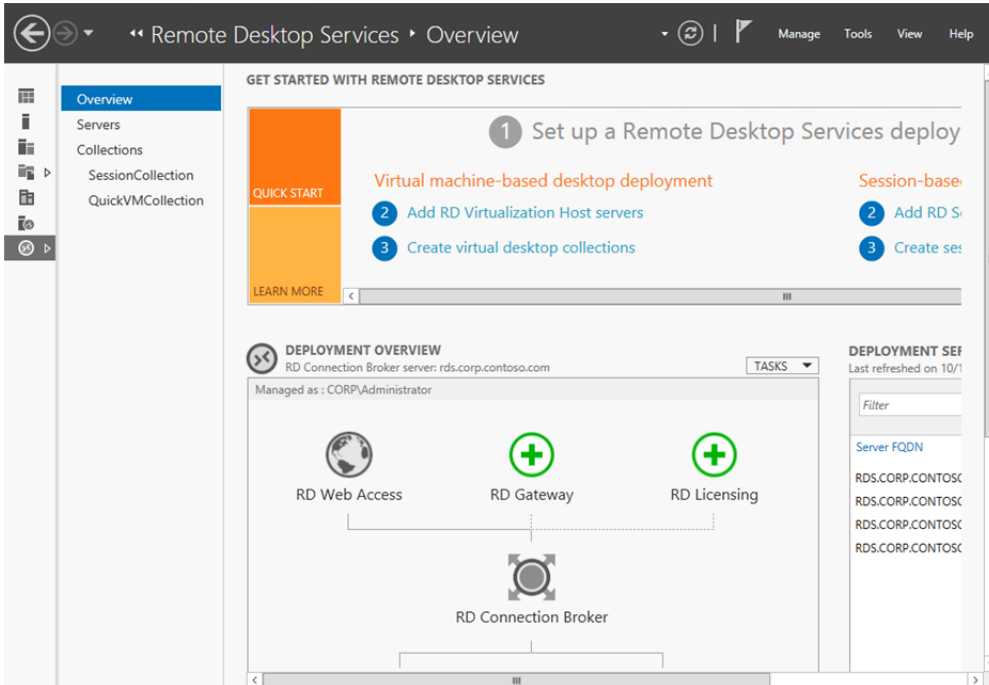 Remote Desktop Services ‣ Overview
Manage Tools View Help
Overview
Servers
Collections
SessionCollection
QuickVMCollection
GET STARTED WITH REMOTE DESKTOP SERVICES
QUICK START
LEARN MORE
1 Set up a Remote Desktop Services deploy
Virtual machine-based desktop deployment
2 Add RD Virtualization Host servers
3 Create virtual desktop collections
Session-base
2 Add RD S
3 Create ses
DEPLOYMENT OVERVIEW
RD Connection Broker server: rds.corp.contoso.com
TASKS
Managed as : CORP\Administrator
RD Web Access
RD Gateway
RD Licensing
RD Connection Broker
DEPLOYMENT SER
Last refreshed on 10/1
Filter
Server FQDN
RDS.CORP.CONTOSO
RDS.CORP.CONTOSO
RDS.CORP.CONTOSO
RDS.CORP.CONTOSO